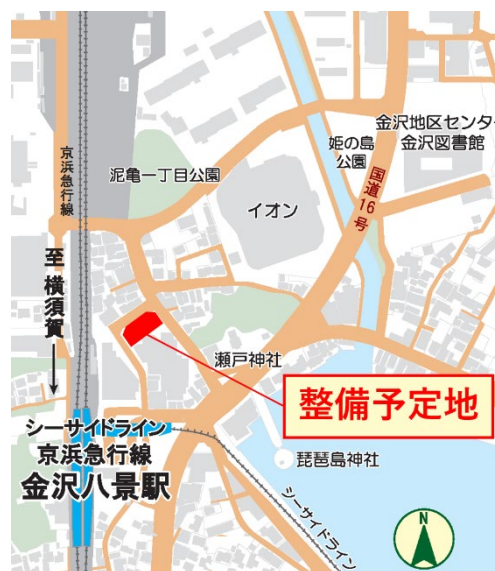 金沢地区センター
金沢図書館
姫の島
公園
国道16号
京浜急行線
泥亀一丁目公園
イオン
至 横須賀
瀬戸神社
整備予定地
シーサイドライン
京浜急行線
金沢八景駅
琵琶島神社
シーサイドライン
N